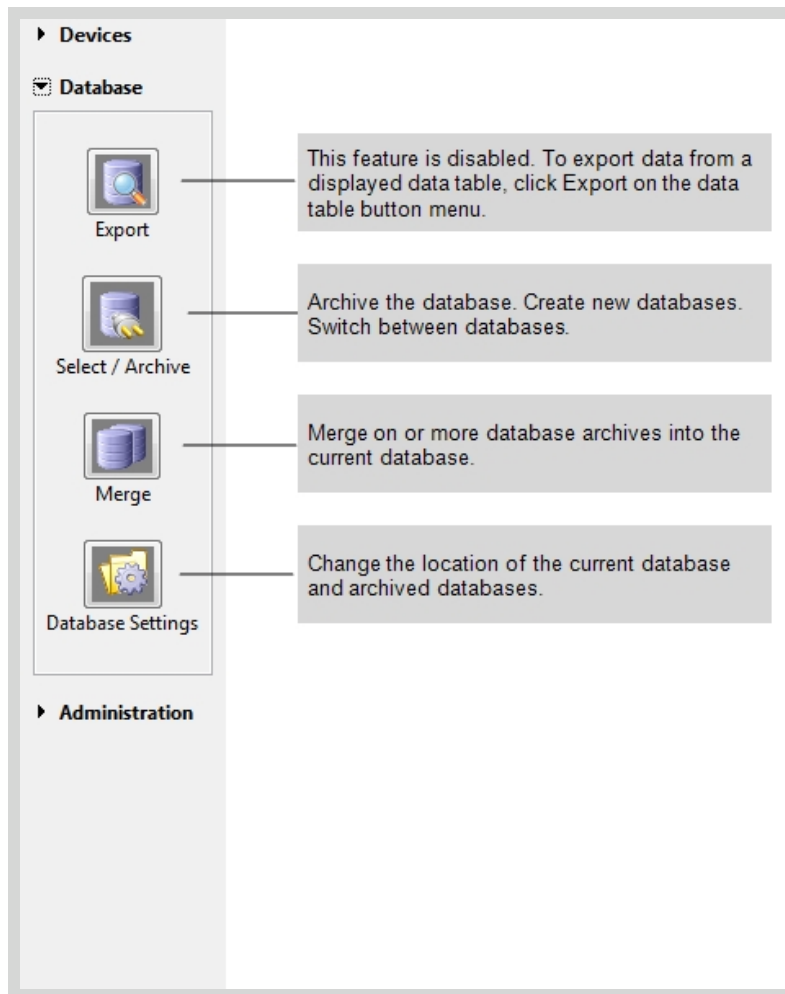 Devices
Database
Export
This feature is disabled. To export data from a
displayed data table, click Export on the data
table button menu.
Select / Archive
Archive the database. Create new databases.
Switch between databases.
Merge
Merge on or more database archives into the
current database.
Database Settings
Change the location of the current database
and archived databases.
Administration